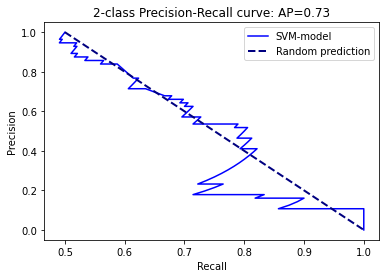 2-class Precision-Recall curve: AP=0.73
SVM-model
Random prediction
Precision
1.0
0.8
0.6
0.4
0.2
0.0
0.5
0.6
0.7
0.8
0.9
1.0
Recall